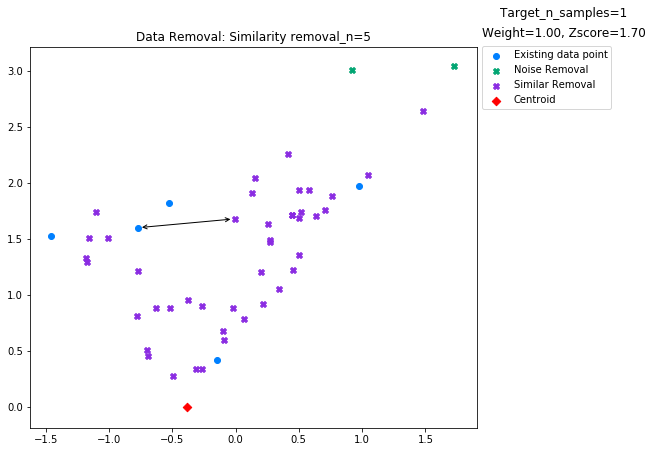 Target_n_samples=1
Weight=1.00, Zscore=1.70
Data Removal: Similarity removal_n=5
Existing data point
Noise Removal
Similar Removal
Centroid
3.0
2.5
2.0
1.5
1.0
0.5
0.0
−1.5 −1.0 −0.5 0.0 0.5 1.0 1.5